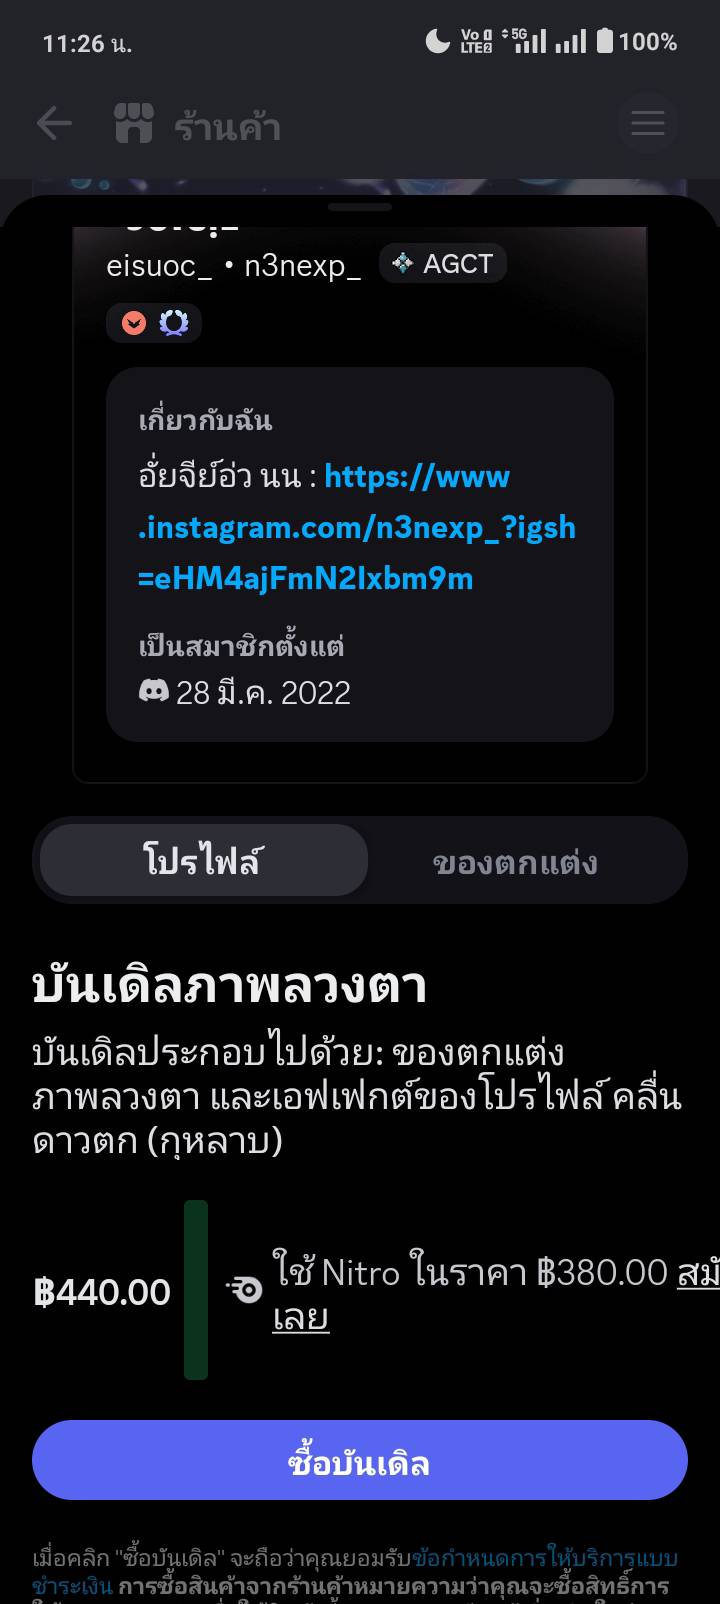 11:26 น.
Vo LTE2 5G 100%
ร้านค้า
eisuoc_ • n3nexp_ AGCT
เกี่ยวกับฉัน
อั่ยจีย์อ่ว นน : https://www
.instagram.com/n3nexp_?igsh
=eHM4ajFmN2Ixbm9m
เป็นสมาชิกตั้งแต่
28 มี.ค. 2022
โปรไฟล์ ของตกแต่ง
บันเดิลภาพลวงตา
บันเดิลประกอบไปด้วย: ของตกแต่ง
ภาพลวงตา และเอฟเฟกต์ของโปรไฟล์ คลื่น
ดาวตก (กุหลาบ)
฿440.00
ใช้ Nitro ในราคา ฿380.00
เลย
ซื้อบันเดิล
เมื่อคลิก "ซื้อบันเดิล" จะถือว่าคุณยอมรับข้อกำหนดการให้บริการแบบ
ชำระเงิน การซื้อสินค้าจากร้านค้าหมายความว่าคุณจะซื้อสิทธิ์การ